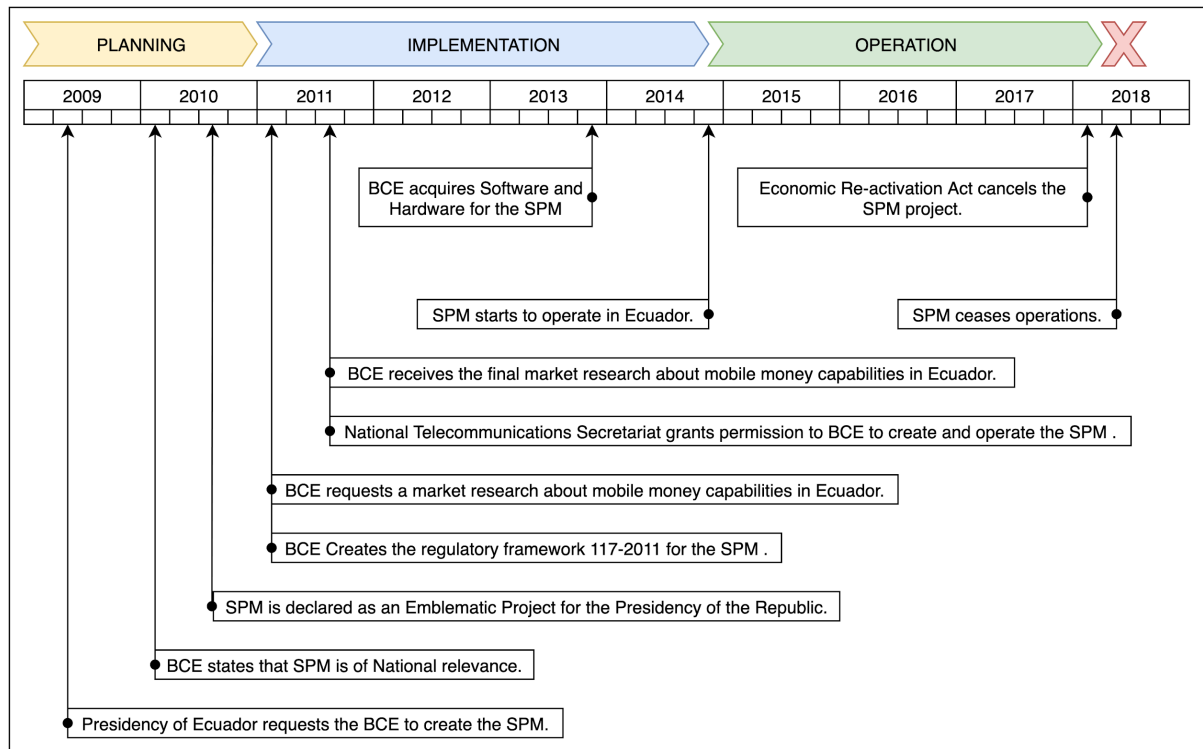 PLANNING
IMPLEMENTATION
OPERATION
X
2009
2010
2011
2012
2013
2014
2015
2016
2017
2018
BCE acquires Software and
Hardware for the SPM
Economic Re-activation Act cancels the
SPM project.
SPM starts to operate in Ecuador.
SPM ceases operations.
BCE receives the final market research about mobile money capabilities in Ecuador.
National Telecommunications Secretariat grants permission to BCE to create and operate the SPM .
BCE requests a market research about mobile money capabilities in Ecuador.
BCE Creates the regulatory framework 117-2011 for the SPM .
SPM is declared as an Emblematic Project for the Presidency of the Republic.
BCE states that SPM is of National relevance.
Presidency of Ecuador requests the BCE to create the SPM.